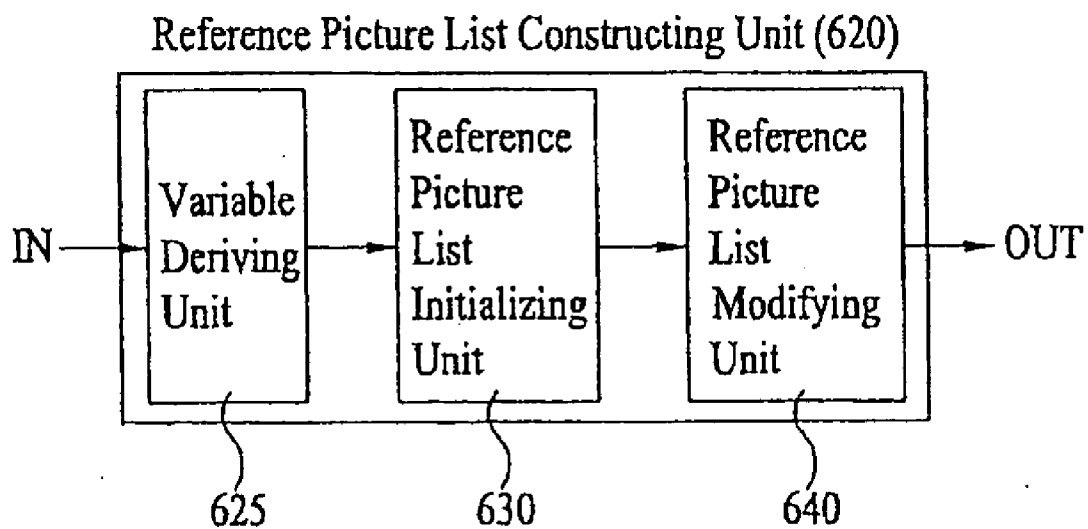 Reference Picture List Constructing Unit (620)
IN
Variable
Deriving
Unit
Reference
Picture
List
Initializing
Unit
Reference
Picture
List
Modifying
Unit
OUT
625
630
640